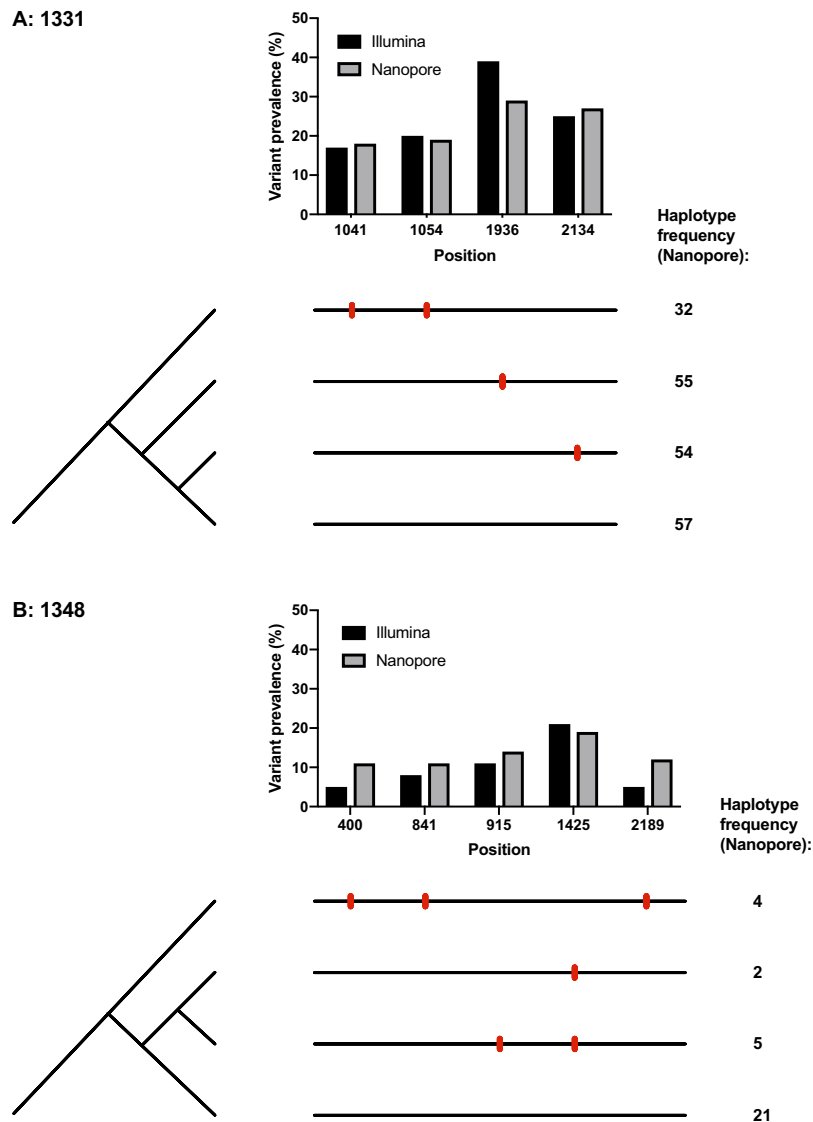 A: 1331
50
40
30
20
10
0
Variant prevalence (%)
Illumina
Nanopore
1041 1054 1936 2134
Position
Haplotype
frequency
(Nanopore):
32
55
54
57
B: 1348
50
40
30
20
10
0
Variant prevalence (%)
Illumina
Nanopore
400 841 915 1425 2189
Position
Haplotype
frequency
(Nanopore):
4
2
5
21